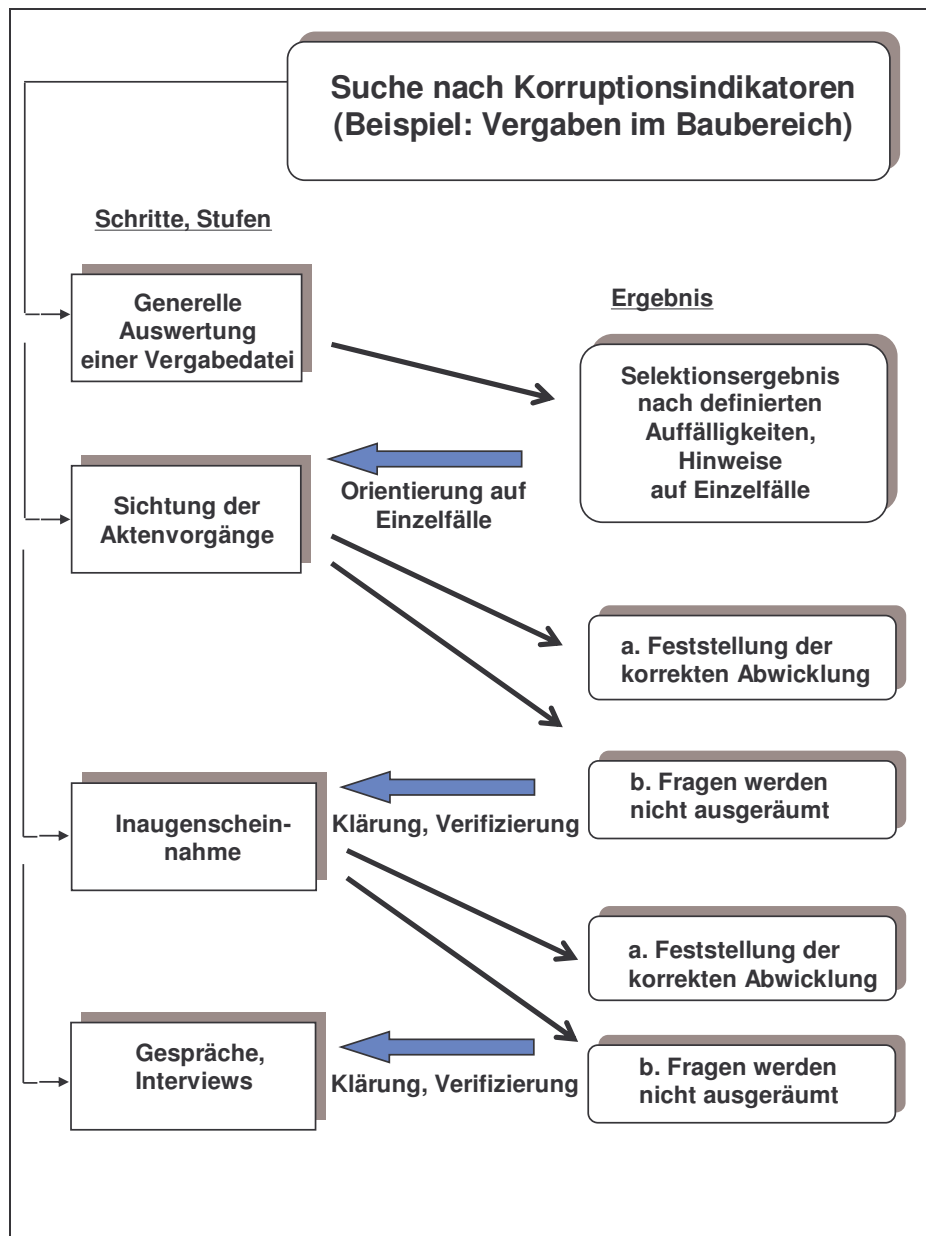 Suche nach Korruptionsindikatoren
(Beispiel: Vergaben im Baubereich)
Schritte, Stufen
Generelle
Auswertung
einer Vergabedatei
Ergebnis
Selektionsergebnis
nach definierten
Auffälligkeiten,
Hinweise
auf Einzelfälle
Orientierung auf
Einzelfälle
Sichtung der
Aktenvorgänge
a. Feststellung der
korrekten Abwicklung
b. Fragen werden
nicht ausgeräumt
Klärung, Verifizierung
Inaugenschein-
nahme
a. Feststellung der
korrekten Abwicklung
b. Fragen werden
nicht ausgeräumt
Klärung, Verifizierung
Gespräche,
Interviews